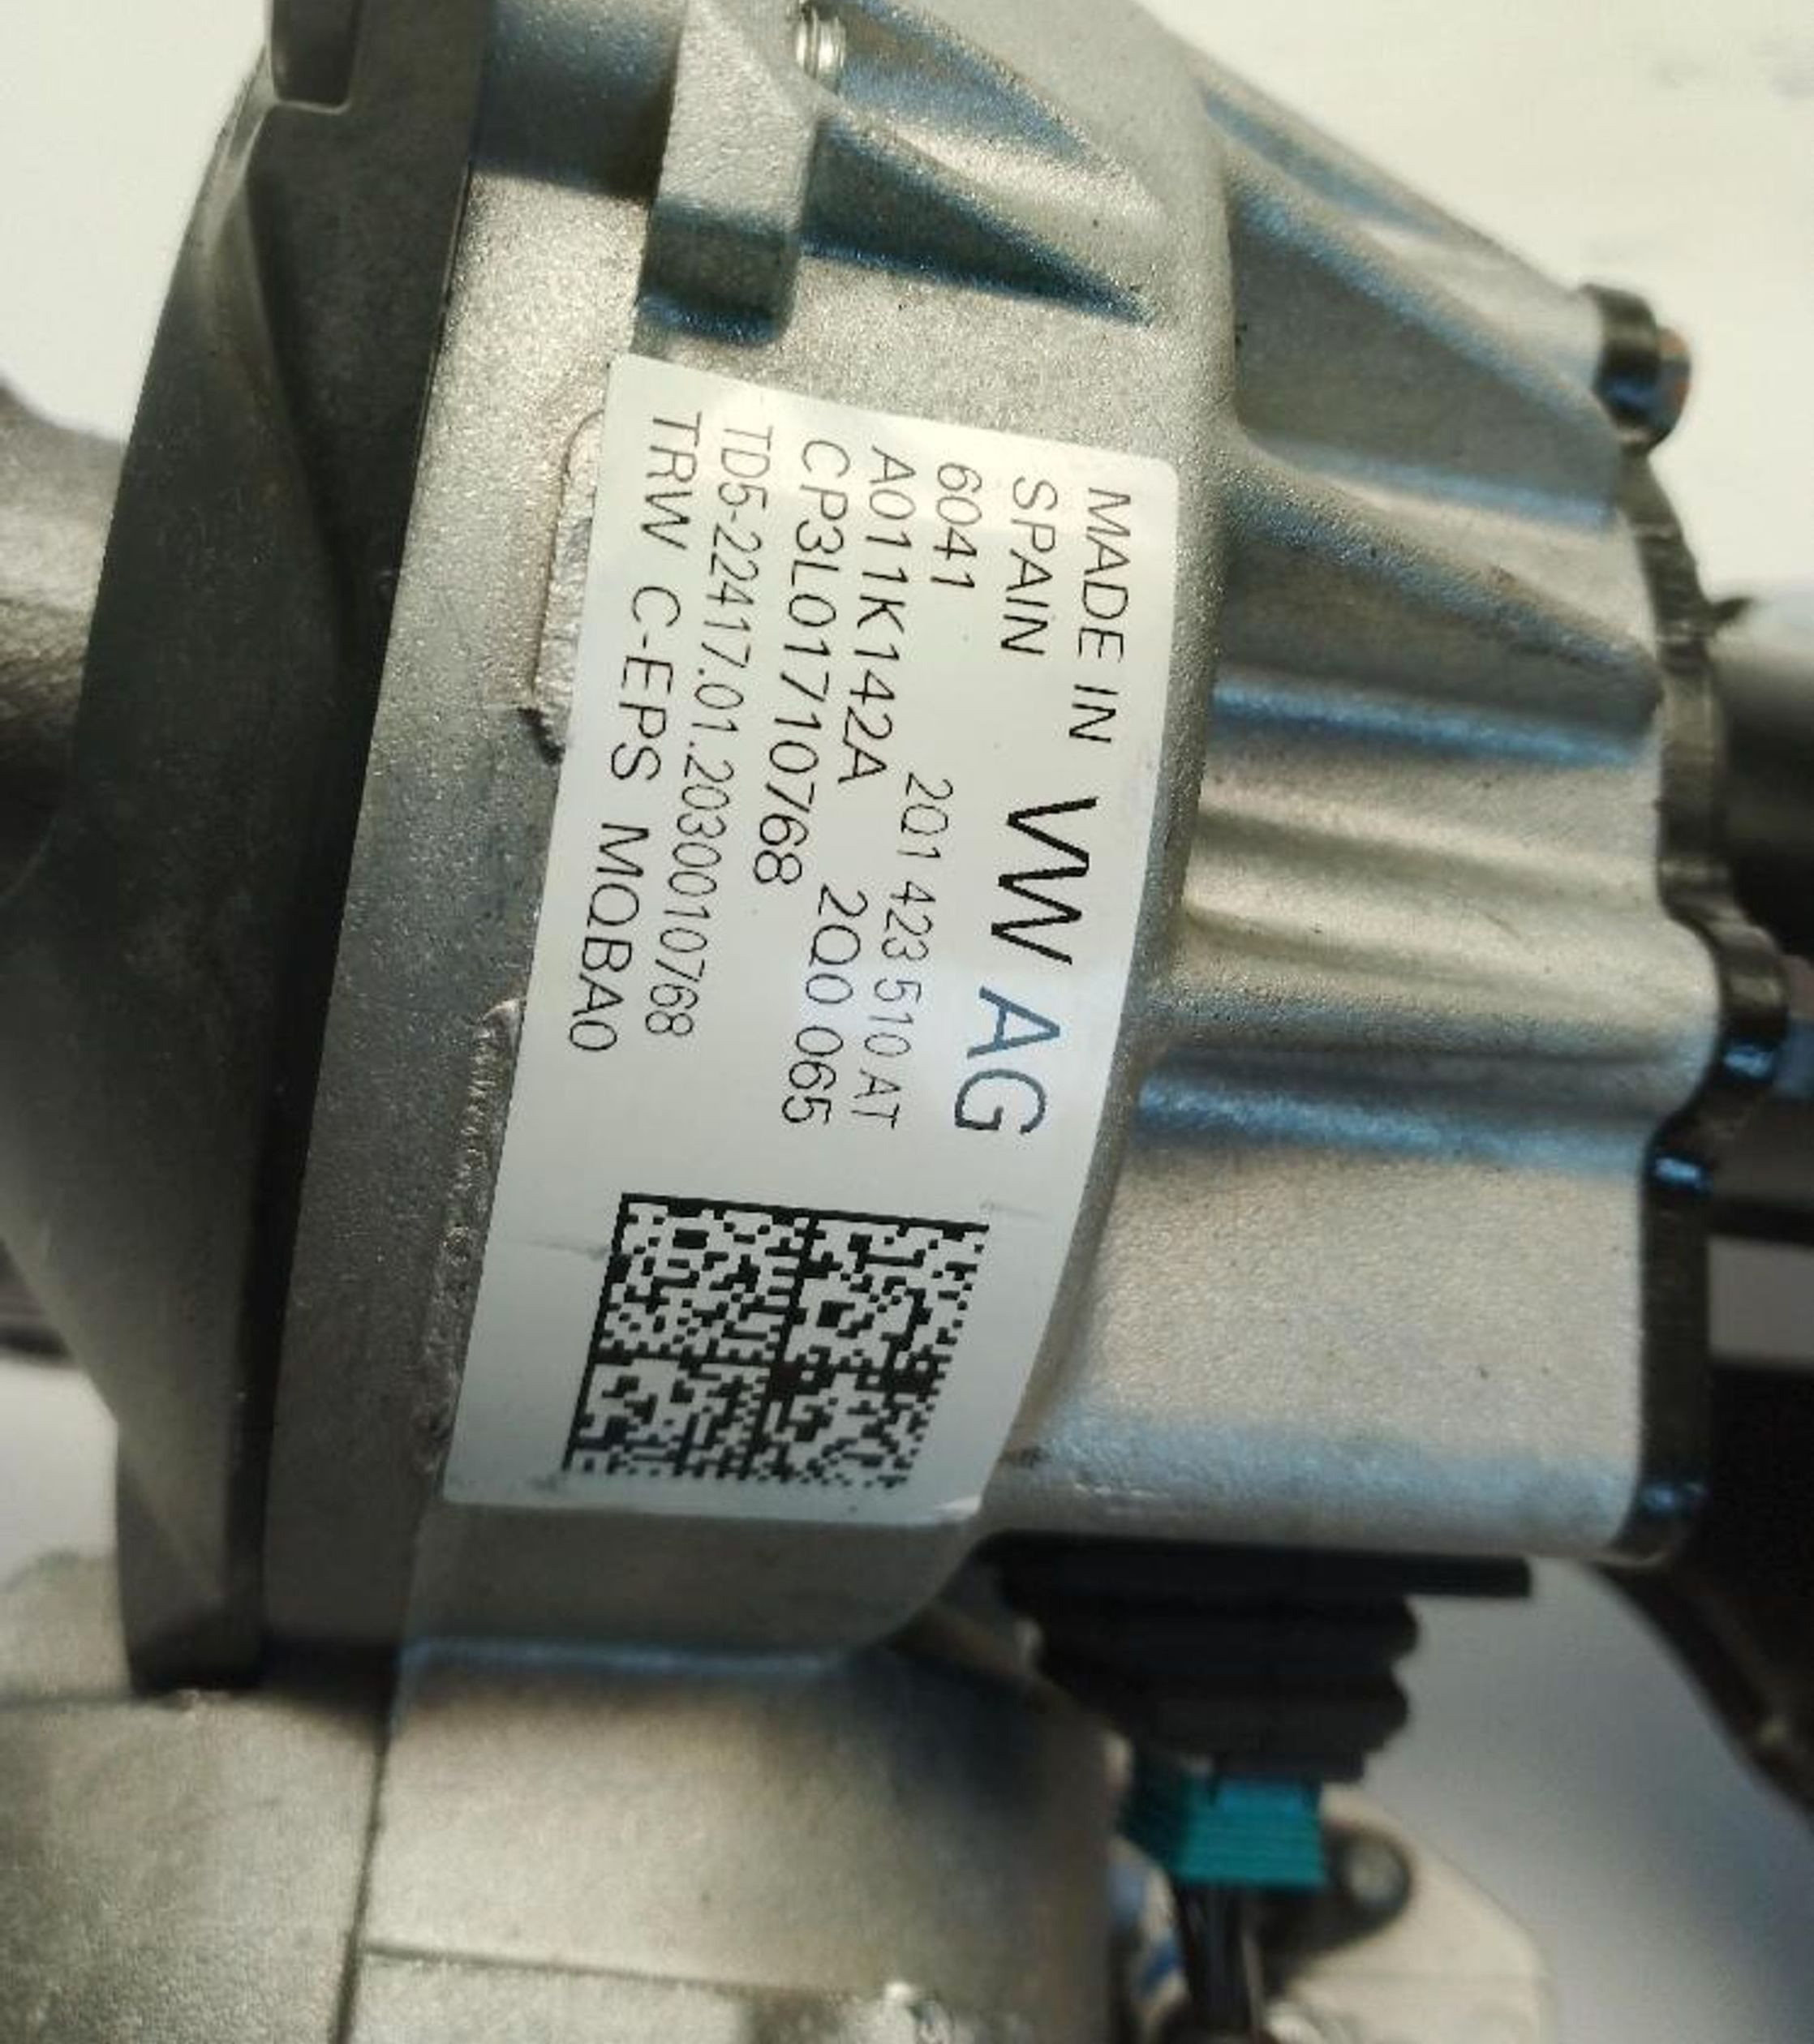 MADE IN
SPAIN
VW AG
6041
2Q1 423 510 AT
A011K142A
2Q0 065
CP3L01710768
TD5-22417.01.2030010768
TRW C-EPS MQBA0